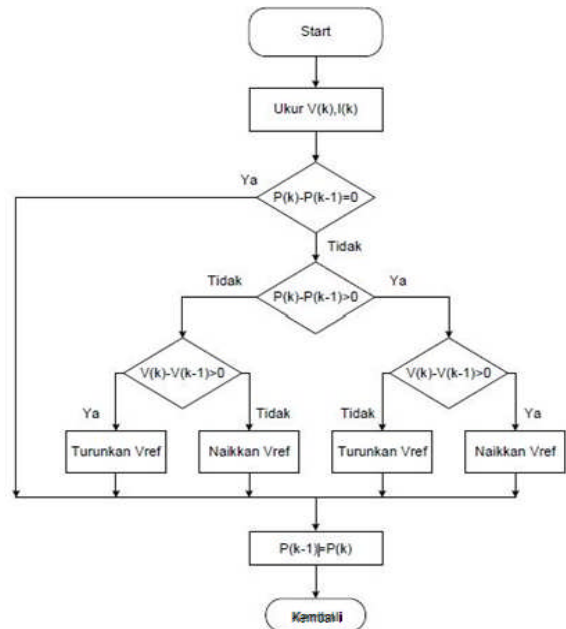 Start
Ukur V(k),I(k)
Ya
P(k)-P(k-1)=0
Tidak
Tidak
P(k)-P(k-1)>0
Ya
V(k)-V(k-1)>0
V(k)-V(k-1)>0
Ya
Tidak
Tidak
Ya
Turunkan Vref
Naikkan Vref
Turunkan Vref
Naikkan Vref
P(k-1)|=P(k)
Kembali